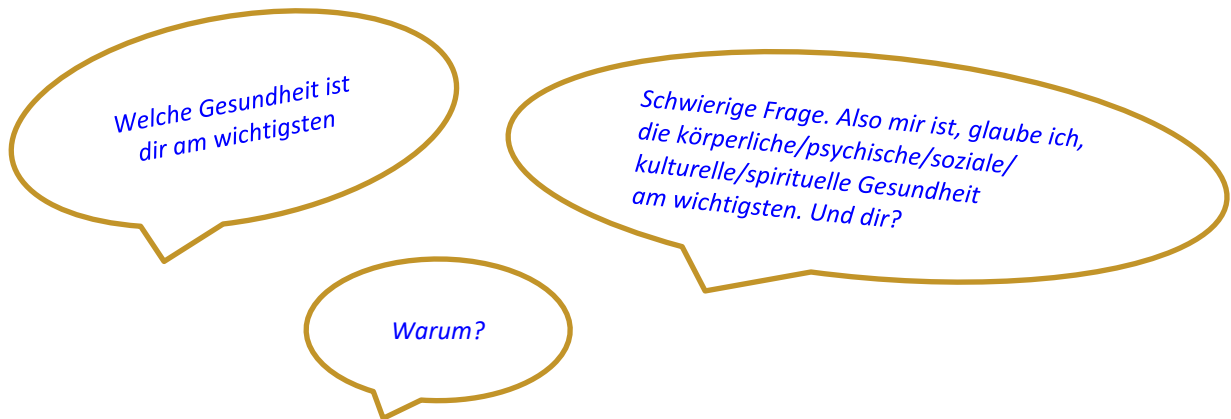 Welche Gesundheit ist
dir am wichtigsten
Schwierige Frage. Also mir ist, glaube ich,
die körperliche/psychische/soziale/
kulturelle/spirituelle Gesundheit
am wichtigsten. Und dir?
Warum?